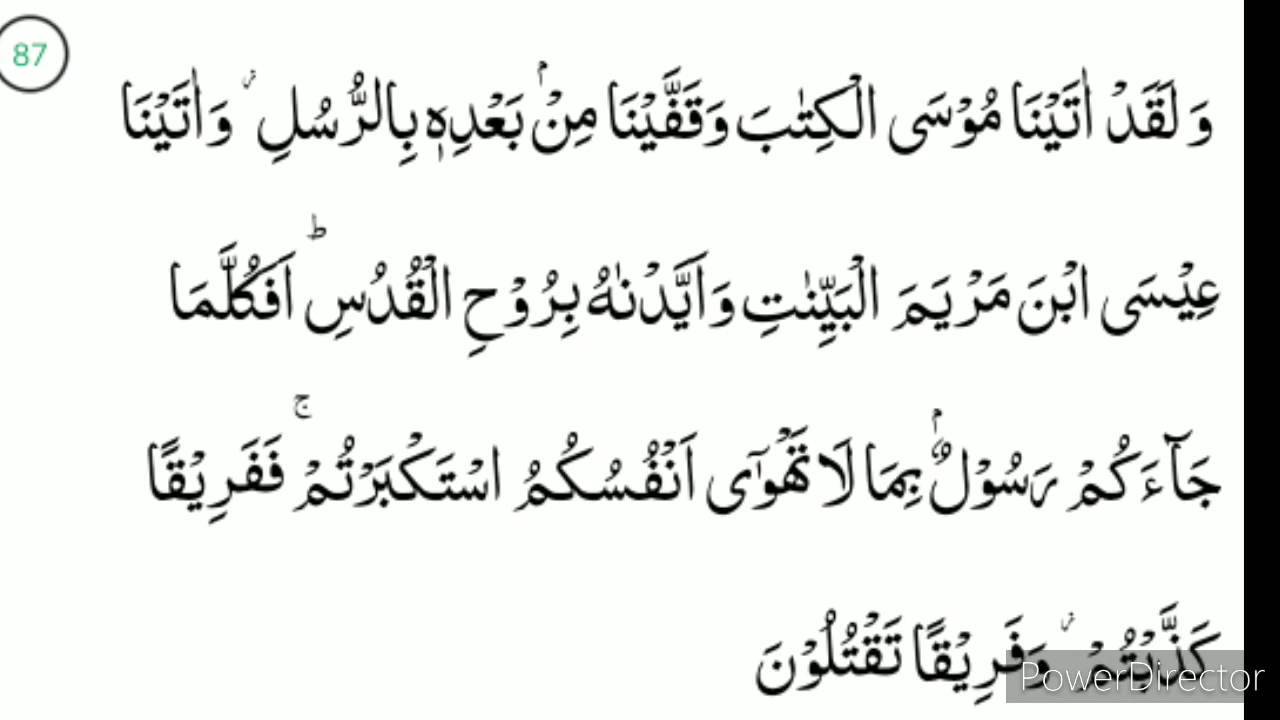 87
وَ لَقَدْ اٰتَيْنَا مُوْسَى الْكِتٰبَ وَقَفَّيْنَا مِنْۢ بَعْدِهٖ بِالرُّسُلِ ؗ وَاٰتَيْنَا
عِيْسَى ابْنَ مَرْيَمَ الْبَيِّنٰتِ وَاَيَّدْنٰهُ بِرُوْحِ الْقُدُسِ ؕ اَفَكُلَّمَا
جَآءَكُمْ رَسُوْلٌۢ بِمَا لَا تَهْوٰۤى اَنْفُسُكُمُ اسْتَكْبَرْتُمْ ۚ فَفَرِيْقًا
كَذَّبْتُمْ ؗ وَفَرِيْقًا تَقْتُلُوْنَ
PowerDirector